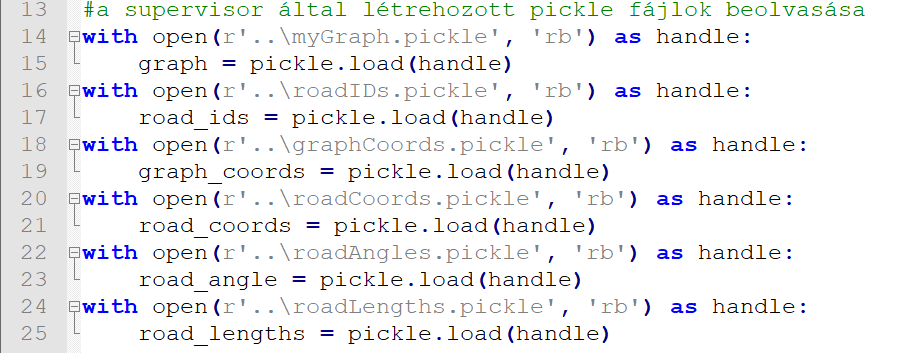 13 #a supervisor által létrehozott pickle fájlok beolvasása
14 with open(r'..\myGraph.pickle', 'rb') as handle:
15     graph = pickle.load(handle)
16 with open(r'..\roadIDs.pickle', 'rb') as handle:
17     road_ids = pickle.load(handle)
18 with open(r'..\graphCoords.pickle', 'rb') as handle:
19     graph_coords = pickle.load(handle)
20 with open(r'..\roadCoords.pickle', 'rb') as handle:
21     road_coords = pickle.load(handle)
22 with open(r'..\roadAngles.pickle', 'rb') as handle:
23     road_angle = pickle.load(handle)
24 with open(r'..\roadLengths.pickle', 'rb') as handle:
25     road_lengths = pickle.load(handle)